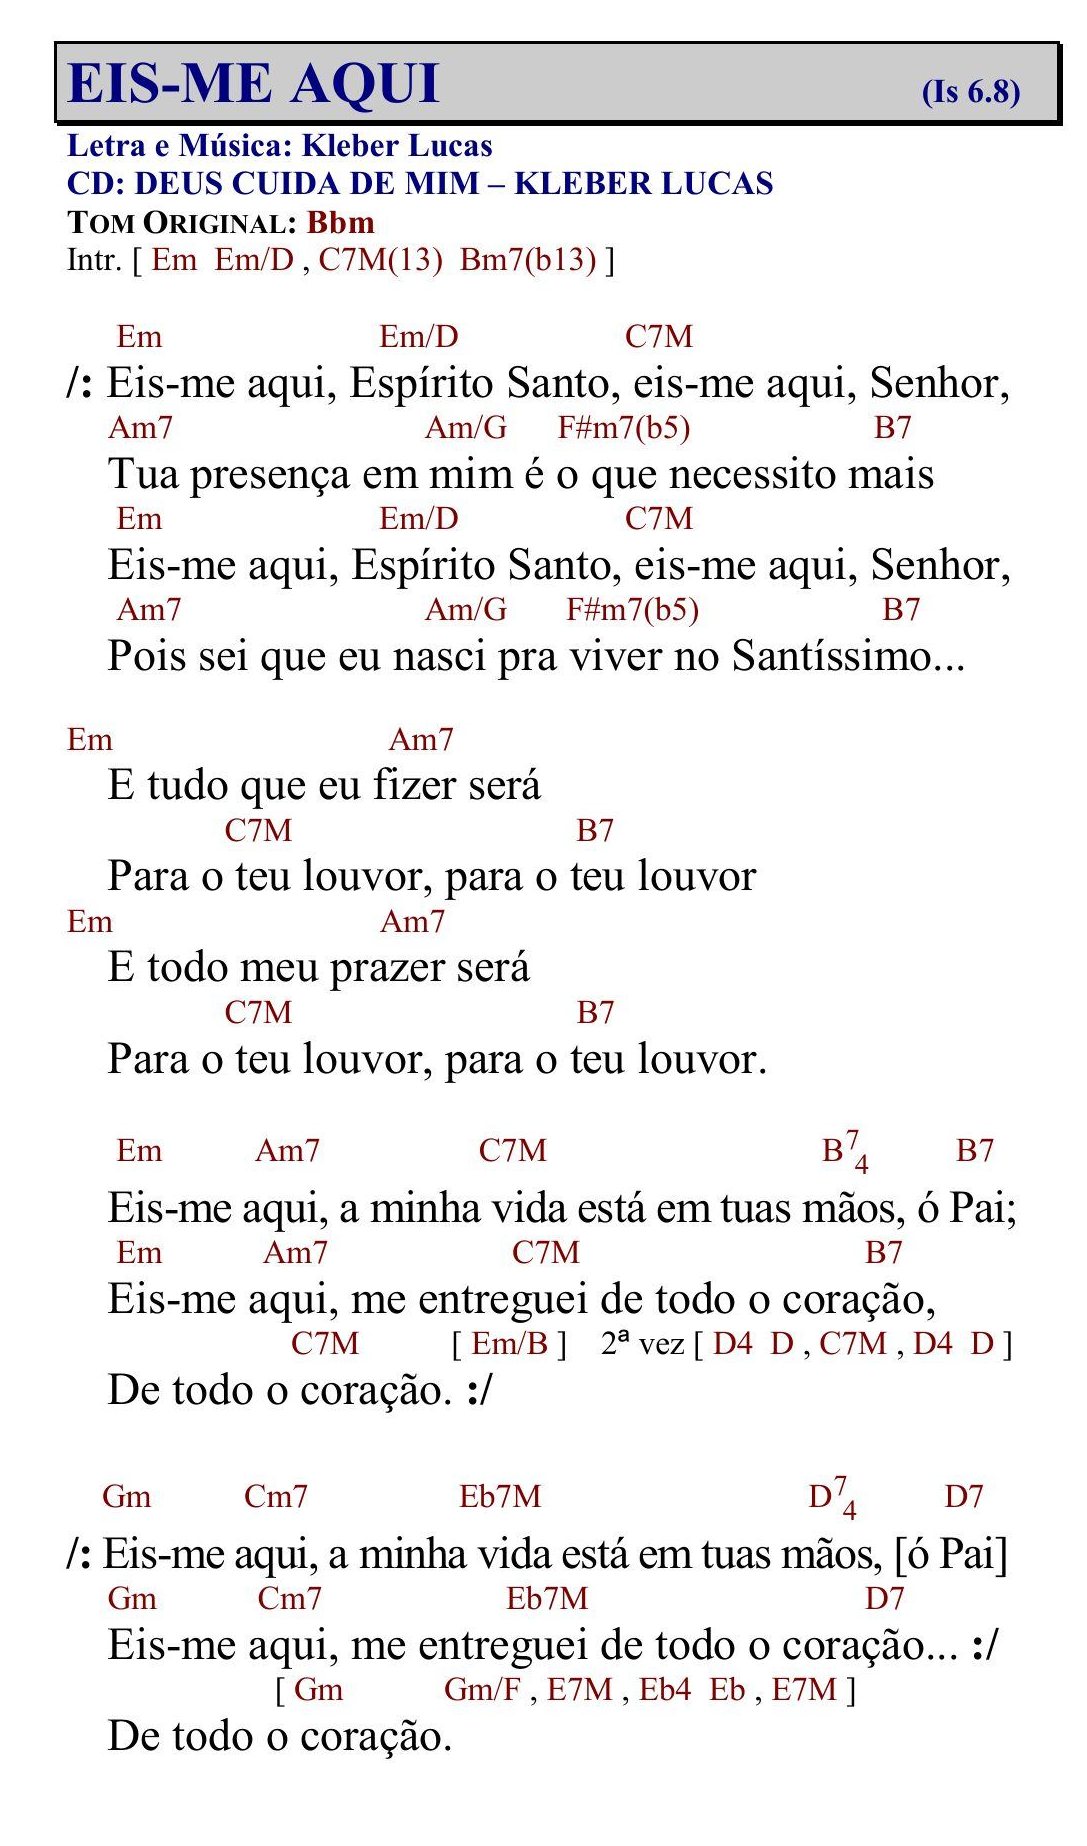 EIS-ME AQUI (Is 6.8)
Letra e Música: Kleber Lucas
CD: DEUS CUIDA DE MIM – KLEBER LUCAS
TOM ORIGINAL: Bbm
Intr. [ Em Em/D , C7M(13) Bm7(b13) ]
Em Em/D C7M
/: Eis-me aqui, Espírito Santo, eis-me aqui, Senhor,
Am7 Am/G F#m7(b5) B7
Tua presença em mim é o que necessito mais
Em Em/D C7M
Eis-me aqui, Espírito Santo, eis-me aqui, Senhor,
Am7 Am/G F#m7(b5) B7
Pois sei que eu nasci pra viver no Santíssimo...
Em Am7
E tudo que eu fizer será
C7M B7
Para o teu louvor, para o teu louvor
Em Am7
E todo meu prazer será
C7M B7
Para o teu louvor, para o teu louvor.
Em Am7 C7M B7 4 B7
Eis-me aqui, a minha vida está em tuas mãos, ó Pai;
Em Am7 C7M B7
Eis-me aqui, me entreguei de todo o coração,
C7M [ Em/B ] 2ª vez [ D4 D , C7M , D4 D ]
De todo o coração. :/
Gm Cm7 Eb7M D7 4 D7
/: Eis-me aqui, a minha vida está em tuas mãos, [ó Pai]
Gm Cm7 Eb7M D7
Eis-me aqui, me entreguei de todo o coração... :/
[ Gm Gm/F , E7M , Eb4 Eb , E7M ]
De todo o coração.